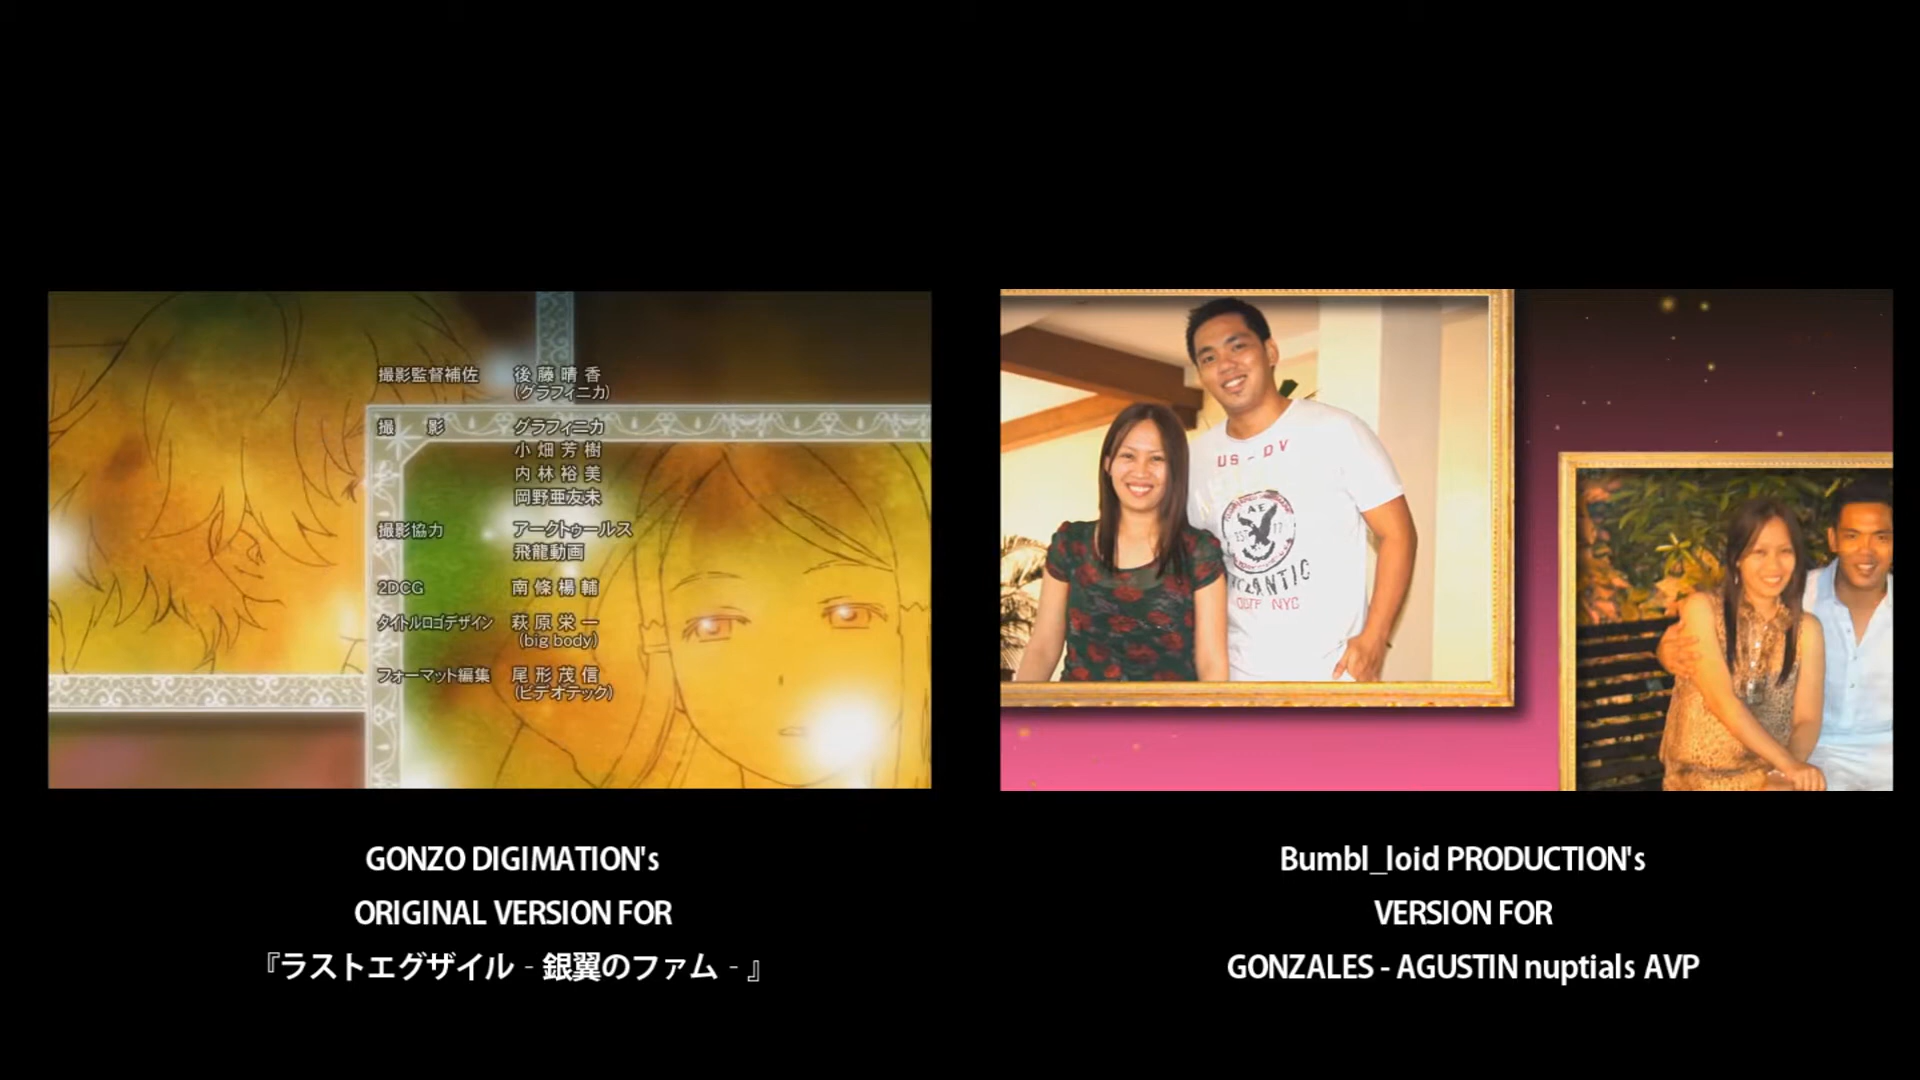 撮影監督補佐 後藤晴香
(グラフィニカ)
撮 影 グラフィニカ
小畑芳樹
内林裕美
岡野亜友未
撮影協力 アークトゥールス
飛龍動画
2DCG 南條楊輔
タイトルロゴデザイン 萩原栄一
(big body)
フォーマット編集 尾形茂信
(ビデオテック)
US - DV
AE
EST 77
ATLANTIC
NYC
GONZO DIGIMATION's
ORIGINAL VERSION FOR
『ラストエグザイル - 銀翼のファム - 』
Bumbl_loid PRODUCTION's
VERSION FOR
GONZALES - AGUSTIN nuptials AVP